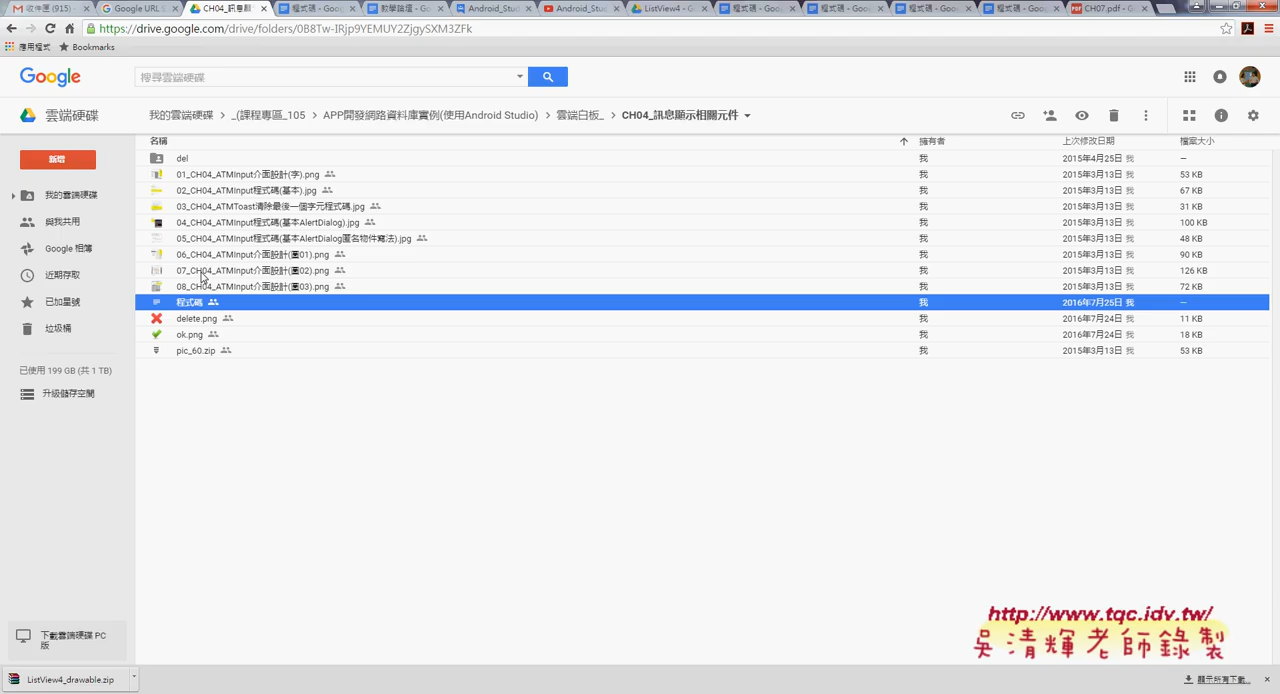 收件匣 (915) -
Google URL S
CH04_訊息顯
程式碼 - Goog
教學論壇 - Go
Android_Stud
Android_Stu
ListView4 - G
程式碼 - Goog
程式碼 - Goog
程式碼 - Goog
程式碼 - Goog
CH07.pdf - G
https://drive.google.com/drive/folders/0B8Tw-IRjp9YEMUY2ZjgySXM3ZFk
應用程式 Bookmarks
Google 搜尋雲端硬碟
雲端硬碟 我的雲端硬碟 > _(課程專區_105 > APP開發網路資料庫實例(使用Android Studio) > 雲端白板_ > CH04_訊息顯示相關元件
新增
我的雲端硬碟
與我共用
Google 相簿
近期存取
已加星號
垃圾桶
已使用 199 GB (共 1 TB)
升級儲存空間
下載雲端硬碟 PC
版
名稱 擁有者 上次修改日期 檔案大小
del 我 2015年4月25日 我 —
01_CH04_ATMInput介面設計(字).png 我 2015年3月13日 我 53 KB
02_CH04_ATMInput程式碼(基本).jpg 我 2015年3月13日 我 67 KB
03_CH04_ATMToast清除最後一個字元程式碼.jpg 我 2015年3月13日 我 31 KB
04_CH04_ATMInput程式碼(基本AlertDialog).jpg 我 2015年3月13日 我 100 KB
05_CH04_ATMInput程式碼(基本AlertDialog匿名物件寫法).jpg 我 2015年3月13日 我 48 KB
06_CH04_ATMInput介面設計(圖01).png 我 2015年3月13日 我 90 KB
07_CH04_ATMInput介面設計(圖02).png 我 2015年3月13日 我 126 KB
08_CH04_ATMInput介面設計(圖03).png 我 2015年3月13日 我 72 KB
程式碼 我 2016年7月25日 我 —
delete.png 我 2016年7月24日 我 11 KB
ok.png 我 2016年7月24日 我 18 KB
pic_60.zip 我 2015年3月13日 我 53 KB
http://www.tqc.idv.tw/
吳清輝老師錄製
ListView4_drawable.zip
顯示所有下載...